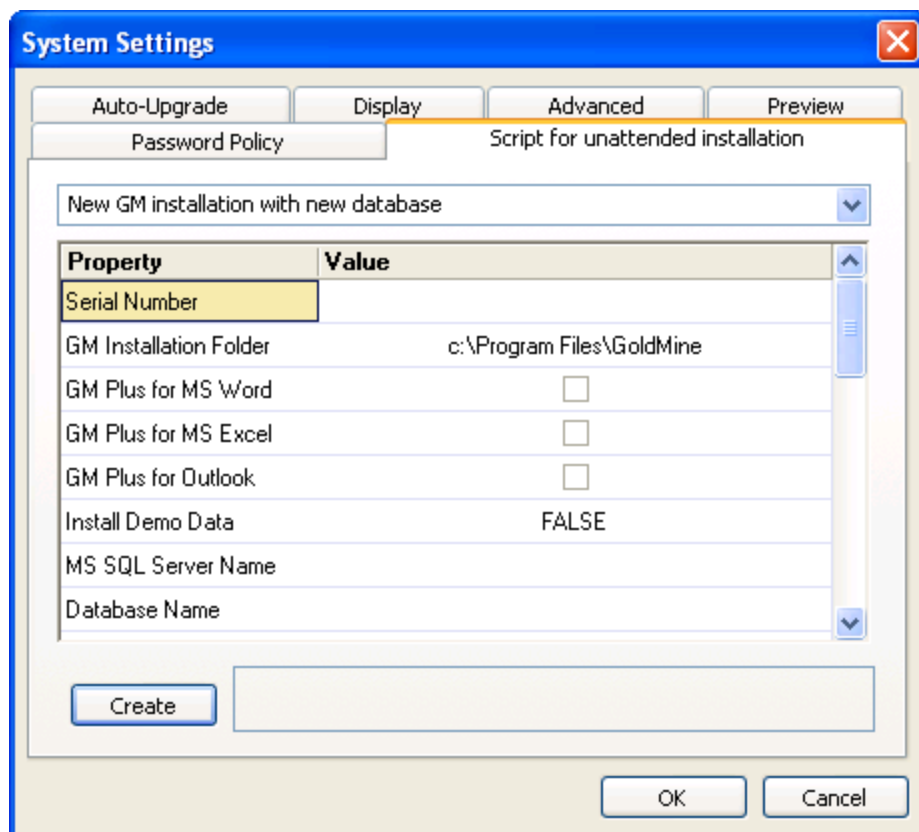 System Settings
Auto-Upgrade Display Advanced Preview
Password Policy Script for unattended installation
New GM installation with new database
Property Value
Serial Number
GM Installation Folder c:\Program Files\GoldMine
GM Plus for MS Word
GM Plus for MS Excel
GM Plus for Outlook
Install Demo Data FALSE
MS SQL Server Name
Database Name
Create
OK Cancel